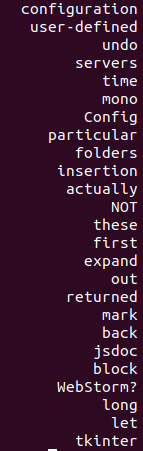 configuration
user-defined
undo
servers
time
mono
Config
particular
folders
insertion
actually
NOT
these
first
expand
out
returned
mark
back
jsdoc
block
WebStorm?
long
let
tkinter